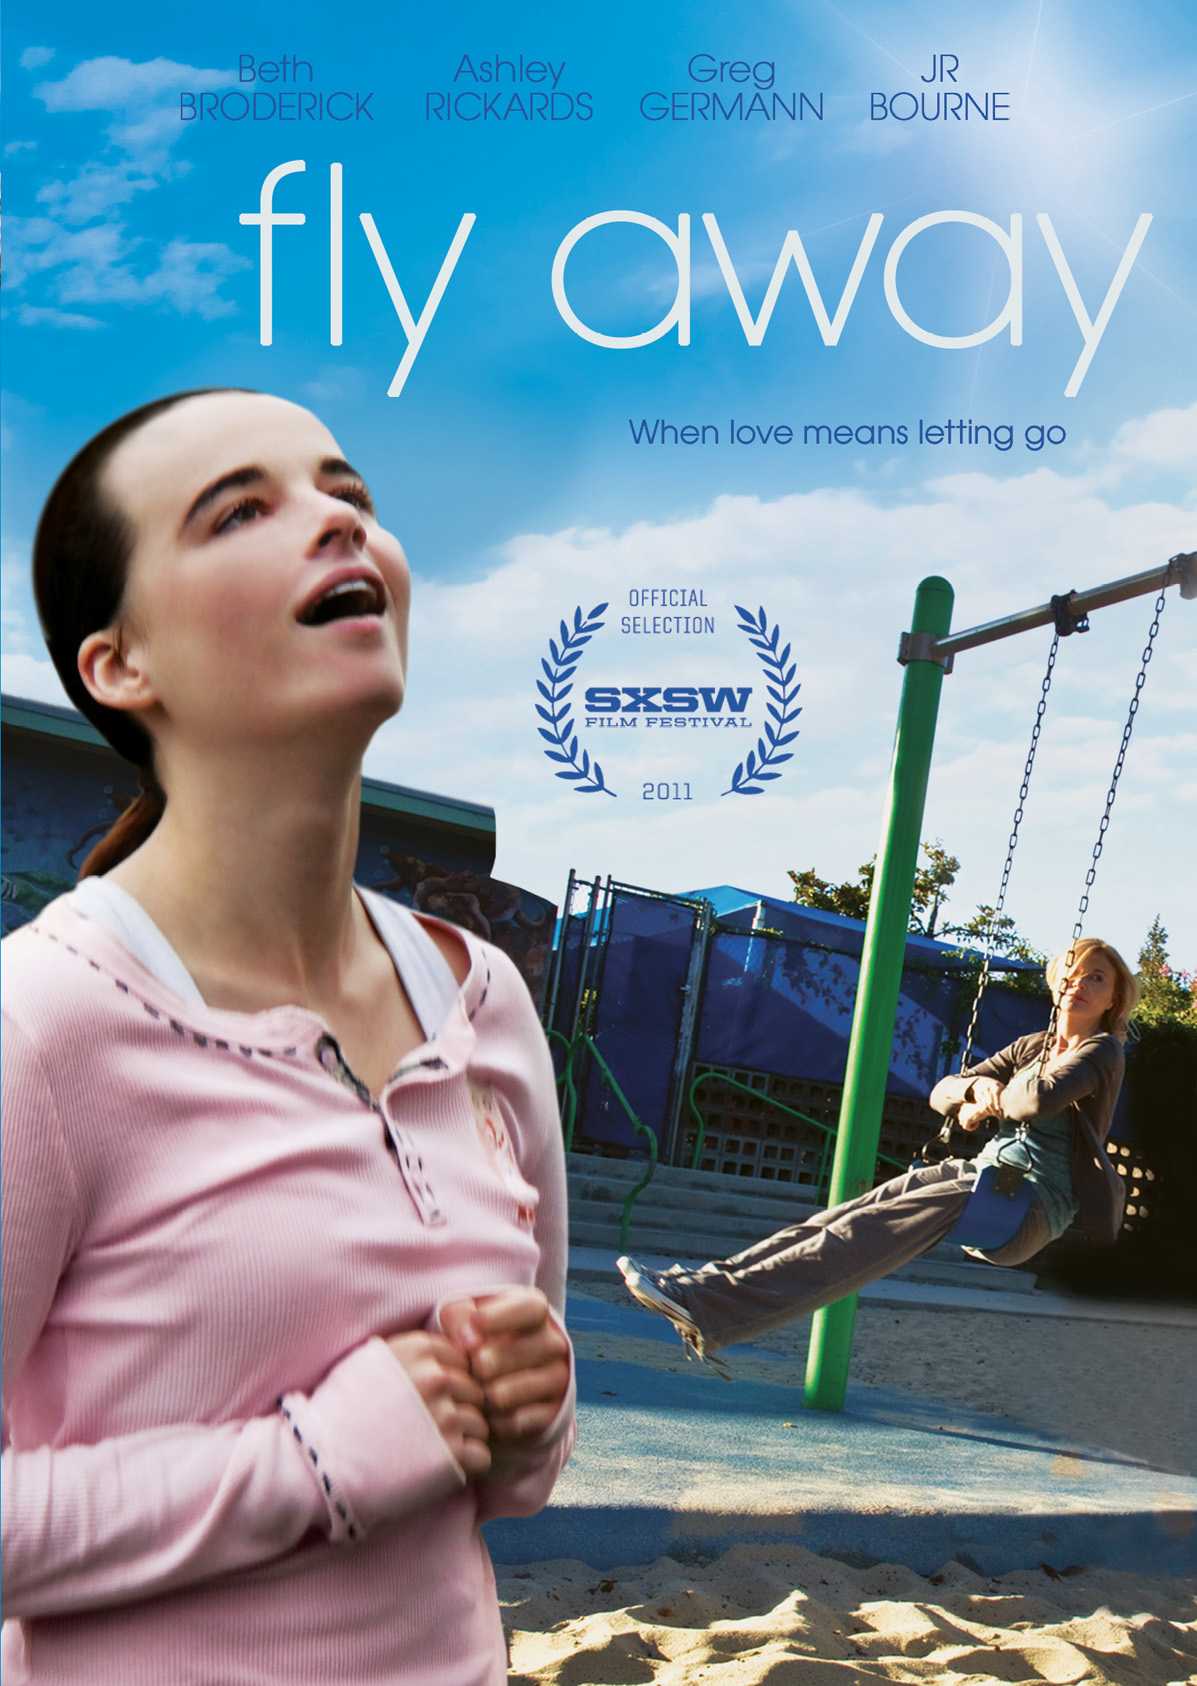 Beth BRODERICK
Ashley RICKARDS
Greg GERMANN
JR BOURNE
fly away
When love means letting go
OFFICIAL
SELECTION
SXSW
FILM FESTIVAL
2011